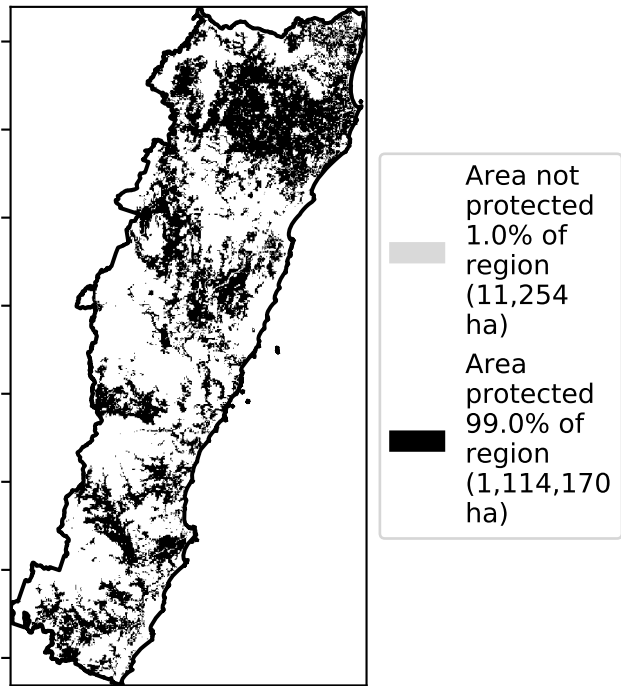 Area not
protected
1.0% of
region
(11,254
ha)
Area
protected
99.0% of
region
(1,114,170
ha)